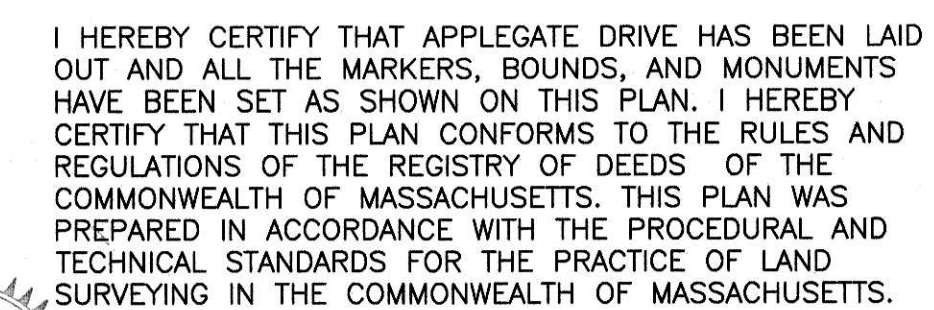 I HEREBY CERTIFY THAT APPLEGATE DRIVE HAS BEEN LAID
OUT AND ALL THE MARKERS, BOUNDS, AND MONUMENTS
HAVE BEEN SET AS SHOWN ON THIS PLAN. I HEREBY
CERTIFY THAT THIS PLAN CONFORMS TO THE RULES AND
REGULATIONS OF THE REGISTRY OF DEEDS OF THE
COMMONWEALTH OF MASSACHUSETTS. THIS PLAN WAS
PREPARED IN ACCORDANCE WITH THE PROCEDURAL AND
TECHNICAL STANDARDS FOR THE PRACTICE OF LAND
SURVEYING IN THE COMMONWEALTH OF MASSACHUSETTS.